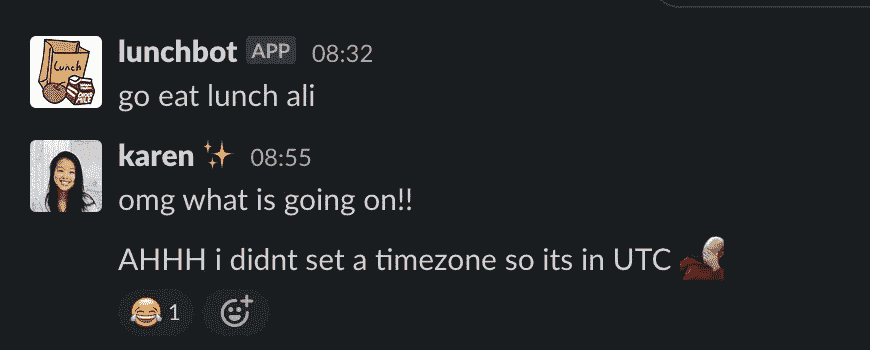 lunchbot APP 08:32
Lunch
go eat lunch ali
karen ✨ 08:55
omg what is going on!!
AHHH i didnt set a timezone so its in UTC
😂 1